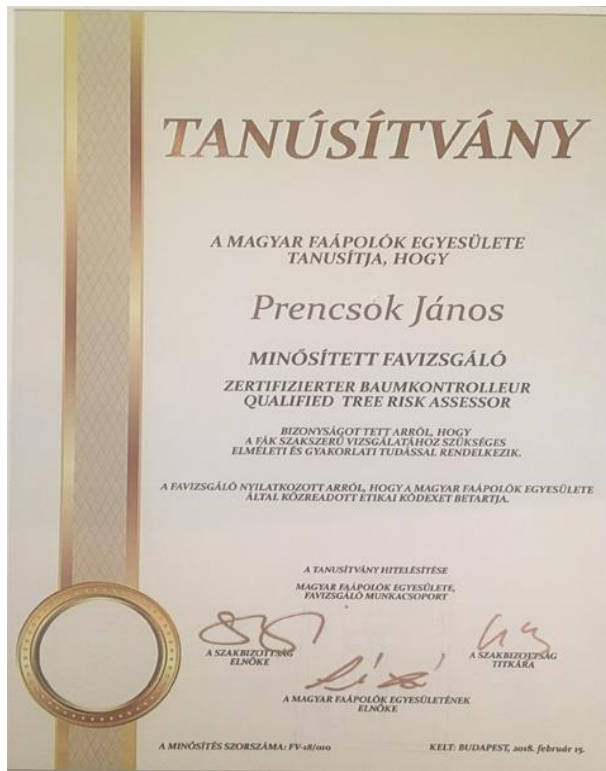 TANÚSÍTVÁNY
A MAGYAR FAÁPOLÓK EGYESÜLETE
TANUSÍTJA, HOGY
Prencsok János
MINŐSÍTETT FAVIZSGÁLÓ
ZERTIFIZIERTER BAUMKONTROLLEUR
QUALIFIED TREE RISK ASSESSOR
BIZONYSÁGOT TETT ARRÓL, HOGY
A FÁK SZAKSZERŰ VIZSGÁLATÁHOZ SZÜKSÉGES
ELMÉLETI ÉS GYAKORLATI TUDÁSSAL RENDELKEZIK.
A FAVIZSGÁLÓ NYILATKOZOTT ARRÓL, HOGY A MAGYAR FAÁPOLÓK EGYESÜLETE
ÁLTAL KÖZREADOTT ETIKAI KÓDEXET BETARTJA.
A TANUSÍTVÁNY HITELESÍTÉSE
MAGYAR FAÁPOLÓK EGYESÜLETE,
FAVIZSGÁLÓ MUNKACSOPORT
A SZAKBIZOTTSÁG
ELNÖKE
A SZAKBIZOTTSÁG
TITKÁRA
A MAGYAR FAÁPOLÓK EGYESÜLETÉNEK
ELNÖKE
A MINŐSÍTÉS SZORSZÁMA: FV-18/010
KELT: BUDAPEST, 2018. február 15.